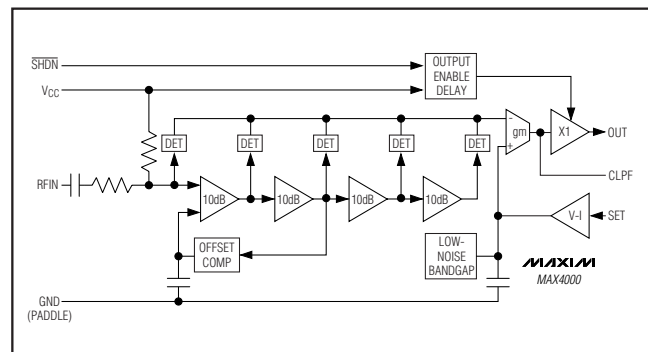 SHDN
VCC
OUTPUT
ENABLE
DELAY
DET
DET
DET
DET
DET
-
gm
+
X1
OUT
CLPF
RFIN
10dB
10dB
10dB
10dB
V-I
SET
OFFSET
COMP
LOW-
NOISE
BANDGAP
MAXIM
MAX4000
GND
(PADDLE)